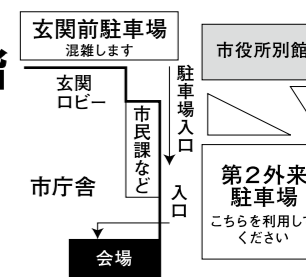 玄関前駐車場
混雑します
市役所別館
玄関
ロビー
駐車場入口
市民課など
第2外来
駐車場
こちらを利用して
ください
市庁舎
入口
会場